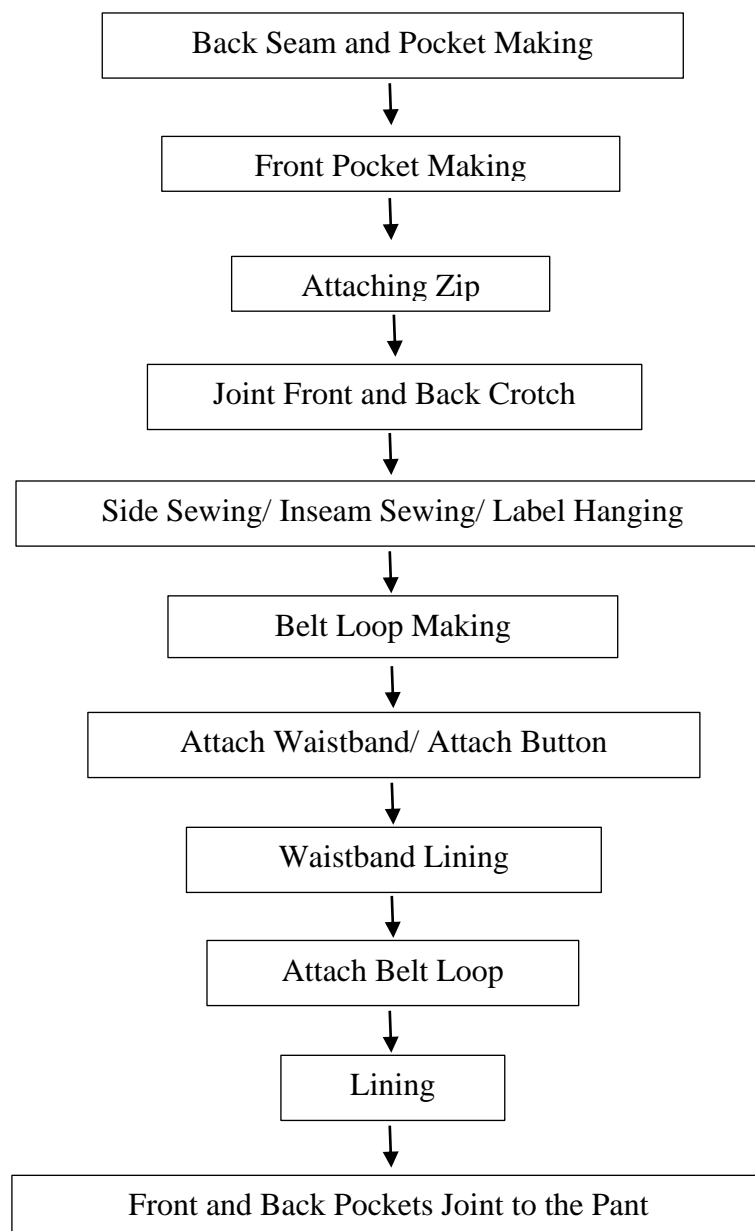 Back Seam and Pocket Making
Front Pocket Making
Attaching Zip
Joint Front and Back Crotch
Side Sewing/ Inseam Sewing/ Label Hanging
Belt Loop Making
Attach Waistband/ Attach Button
Waistband Lining
Attach Belt Loop
Lining
Front and Back Pockets Joint to the Pant